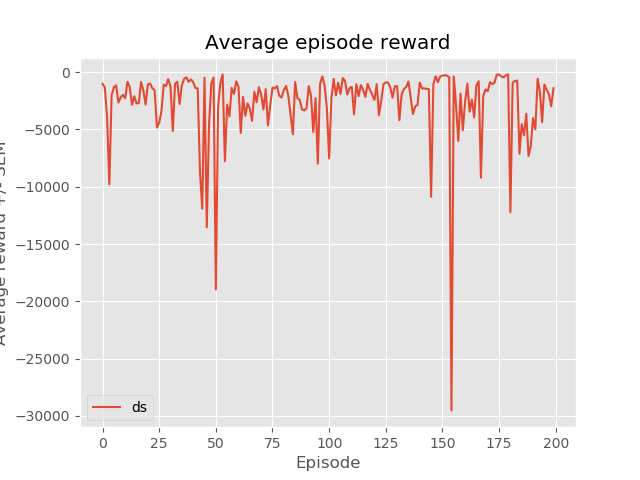 Average episode reward
Average reward +/- SEM
0
−5000
−10000
−15000
−20000
−25000
−30000
ds
0 25 50 75 100 125 150 175 200
Episode